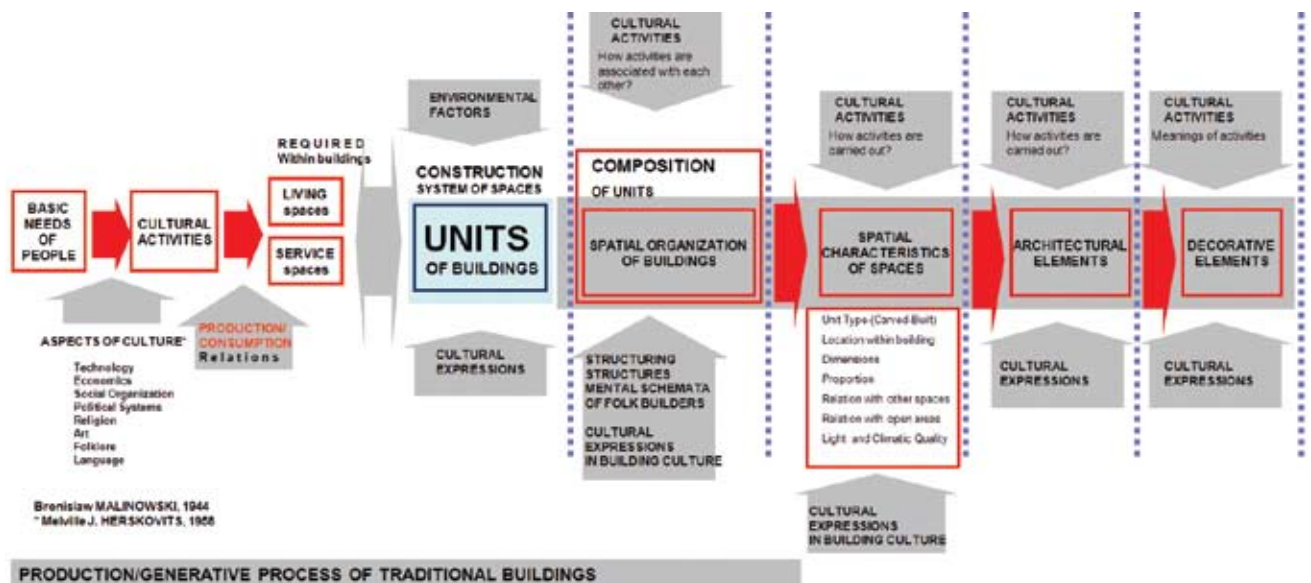 BASIC
NEEDS
OF
PEOPLE
CULTURAL
ACTIVITIES
REQUIRED
Within buildings
LIVING
spaces
SERVICE
spaces
ASPECTS OF CULTURE*
Technology
Economics
Social Organization
Political Systems
Religion
Art
Folklore
Language
PRODUCTION/
CONSUMPTION
Relations
Bronislaw MALINOWSKI, 1944
* Melville J. HERSKOVITS, 1958
ENVIRONMENTAL
FACTORS
CONSTRUCTION
SYSTEM OF SPACES
UNITS
OF BUILDINGS
CULTURAL
EXPRESSIONS
CULTURAL
ACTIVITIES
How activities are
associated with each
other?
COMPOSITION
OF UNITS
SPATIAL ORGANIZATION
OF BUILDINGS
STRUCTURING
STRUCTURES
MENTAL SCHEMATA
OF FOLK BUILDERS
CULTURAL
EXPRESSIONS
IN BUILDING CULTURE
CULTURAL
ACTIVITIES
How activities are
carried out?
SPATIAL
CHARACTERISTICS
OF SPACES
Unit Type-(Carved-Built)
Location within building
Dimensions
Proportion
Relation with other spaces
Relation with open areas
Light and Climatic Quality
CULTURAL
EXPRESSIONS
IN BUILDING CULTURE
CULTURAL
ACTIVITIES
How activities are
carried out?
ARCHITECTURAL
ELEMENTS
CULTURAL
EXPRESSIONS
CULTURAL
ACTIVITIES
Meanings of activities
DECORATIVE
ELEMENTS
CULTURAL
EXPRESSIONS
PRODUCTION/GENERATIVE PROCESS OF TRADITIONAL BUILDINGS